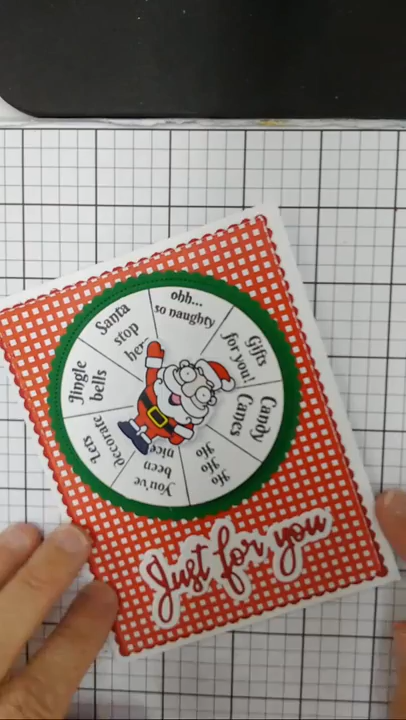 ohh...
so naughty
Gifts
for you!
Candy
Canes
Ho
Ho
Ho
You've
been
nice
Lets
decorate
Jingle
bells
Santa
stop
her
Just for you